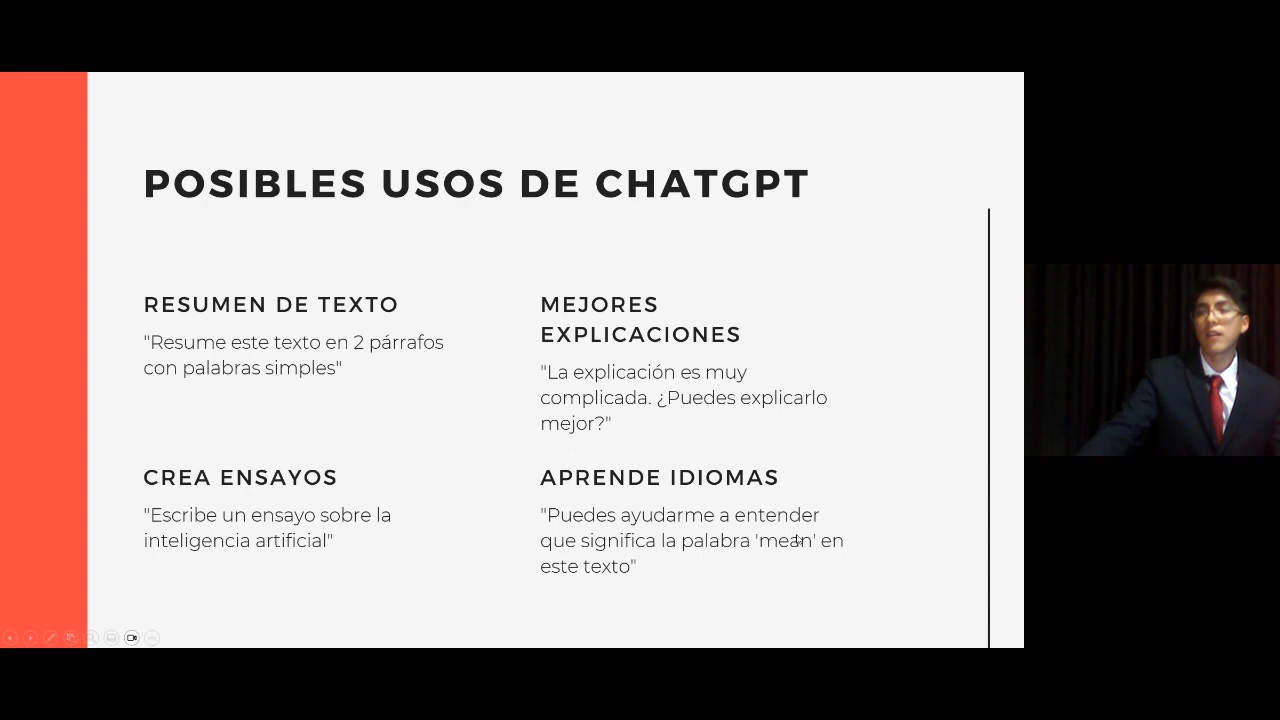 POSIBLES USOS DE CHATGPT
RESUMEN DE TEXTO
"Resume este texto en 2 párrafos
con palabras simples"
MEJORES
EXPLICACIONES
"La explicación es muy
complicada. ¿Puedes explicarlo
mejor?"
CREA ENSAYOS
"Escribe un ensayo sobre la
inteligencia artificial"
APRENDE IDIOMAS
"Puedes ayudarme a entender
que significa la palabra 'mean' en
este texto"